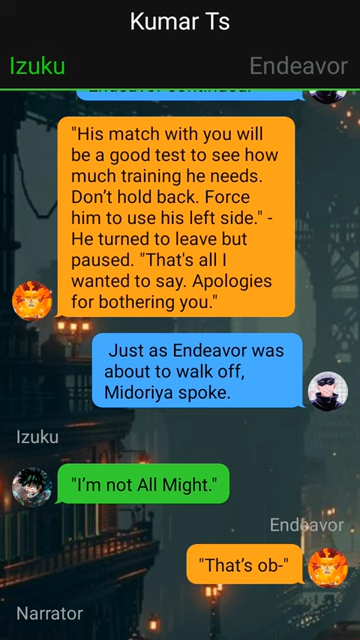 Kumar Ts
Izuku
Endeavor
Endeavor continued.
"His match with you will
be a good test to see how
much training he needs.
Don’t hold back. Force
him to use his left side." -
He turned to leave but
paused. "That's all I
wanted to say. Apologies
for bothering you."
Just as Endeavor was
about to walk off,
Midoriya spoke.
Izuku
"I’m not All Might."
Endeavor
"That’s ob-"
Narrator